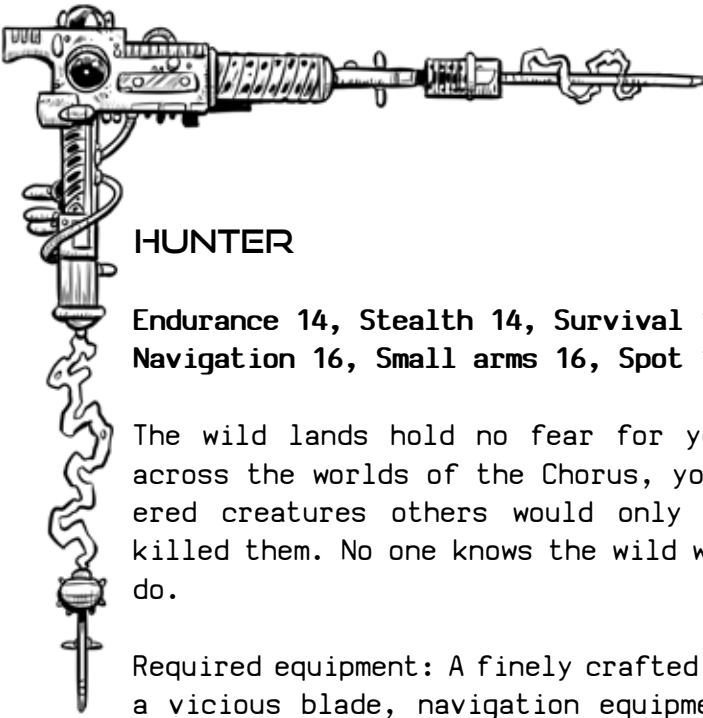 HUNTER
Endurance 14, Stealth 14, Survival
Navigation 16, Small arms 16, Spot
The wild lands hold no fear for
across the worlds of the Chorus,
ered creatures others would only
killed them. No one knows the wild
do.
Required equipment: A finely crafted
a vicious blade, navigation